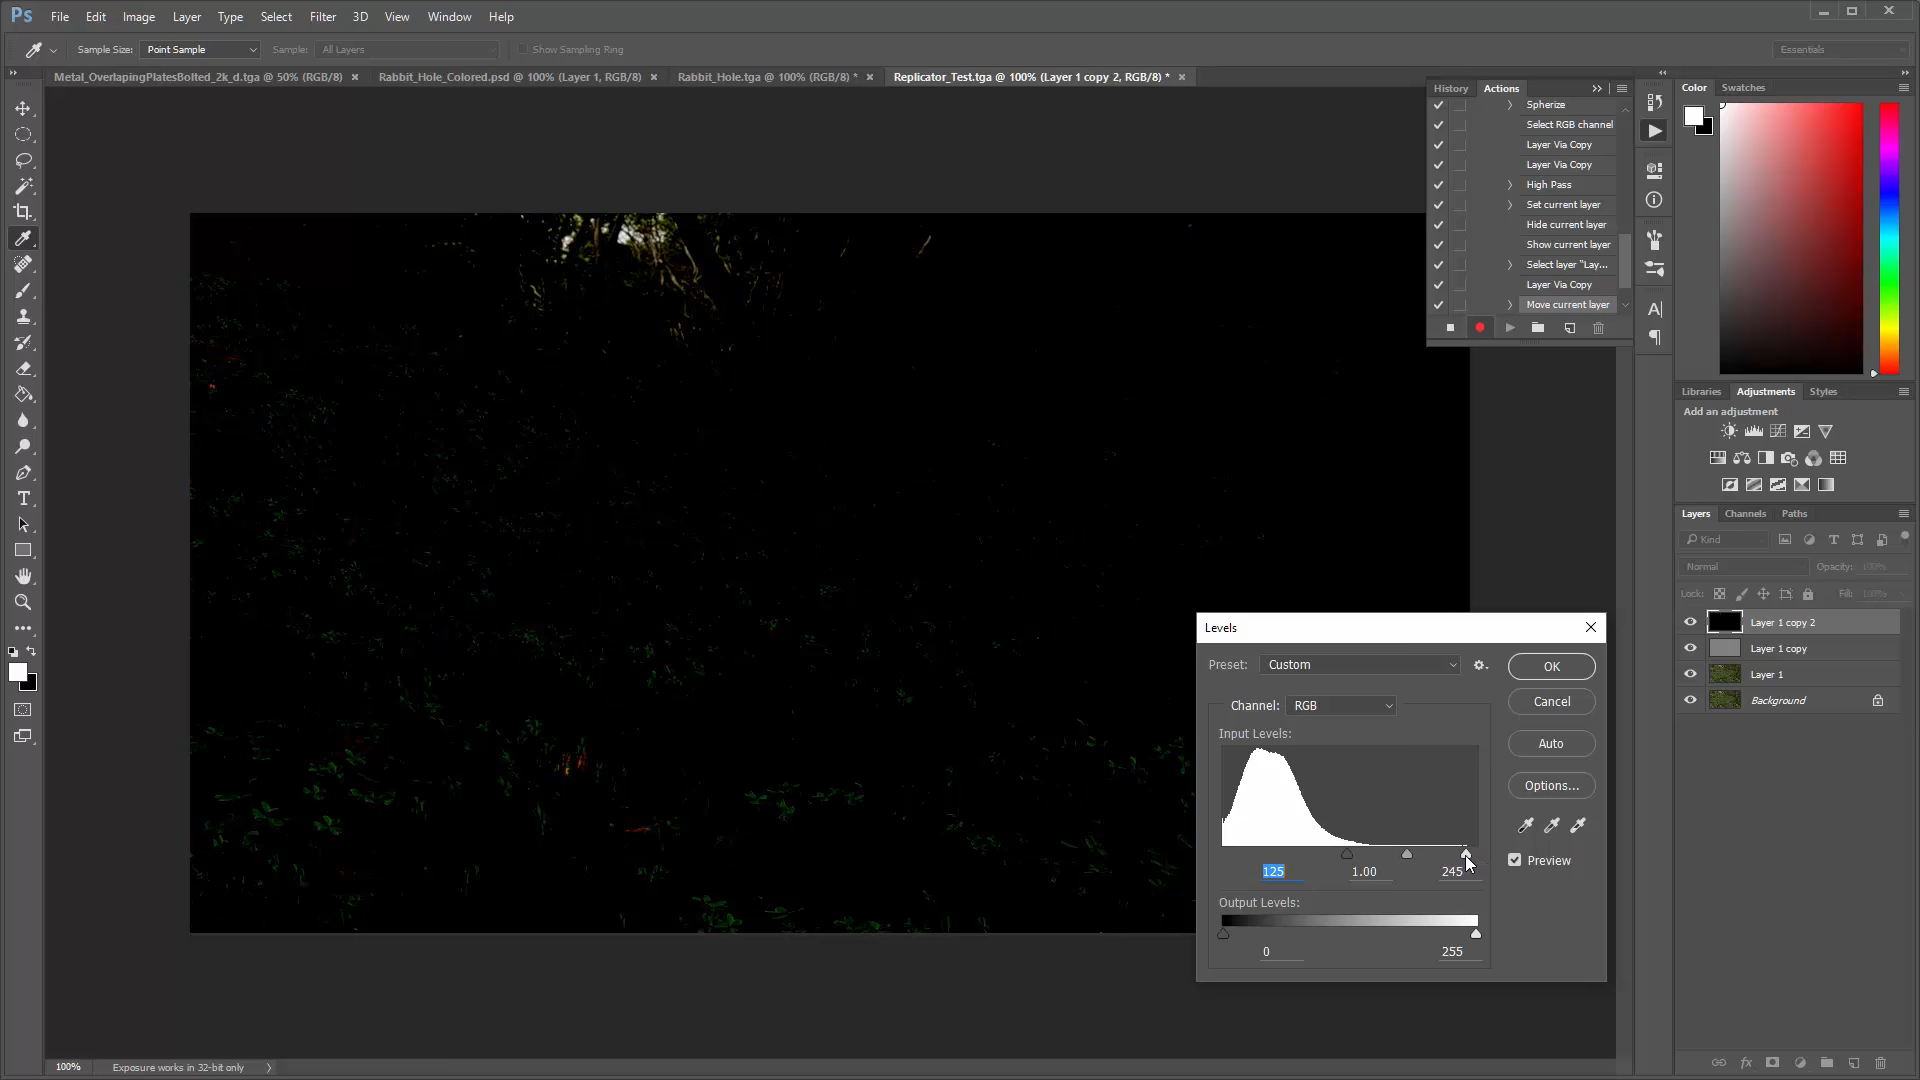 Ps File Edit Image Layer Type Select Filter 3D View Window Help
Sample Size: Point Sample Sample: All Layers Show Sampling Ring Essentials
Metal_OverlapingPlatesBolted_2k_d.tga @ 50% (RGB/8) Rabbit_Hole_Colored.psd @ 100% (Layer 1, RGB/8) Rabbit_Hole.tga @ 100% (RGB/8) * Replicator_Test.tga @ 100% (Layer 1 copy 2, RGB/8) *
History Actions
Spherize
Select RGB channel
Layer Via Copy
Layer Via Copy
High Pass
Set current layer
Hide current layer
Show current layer
Select layer "Lay...
Layer Via Copy
Move current layer
Color Swatches
Libraries Adjustments Styles
Add an adjustment
Layers Channels Paths
Kind
Normal Opacity: 100%
Lock: Fill: 100%
Layer 1 copy 2
Layer 1 copy
Layer 1
Background
Levels
Preset: Custom OK
Channel: RGB Cancel
Input Levels:
Auto
Options...
Preview
125 1.00 245
Output Levels:
0 255
100% Exposure works in 32-bit only